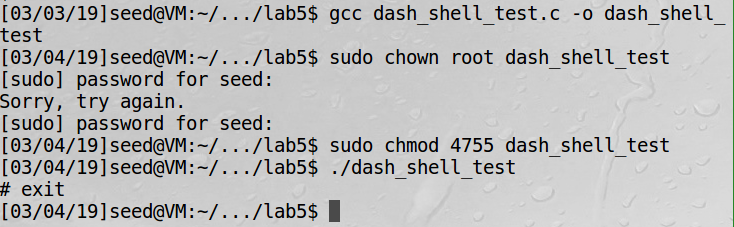 [03/03/19]seed@VM:~/.../lab5$ gcc dash_shell_test.c -o dash_shell_
test
[03/04/19]seed@VM:~/.../lab5$ sudo chown root dash_shell_test
[sudo] password for seed:
Sorry, try again.
[sudo] password for seed:
[03/04/19]seed@VM:~/.../lab5$ sudo chmod 4755 dash_shell_test
[03/04/19]seed@VM:~/.../lab5$ ./dash_shell_test
# exit
[03/04/19]seed@VM:~/.../lab5$